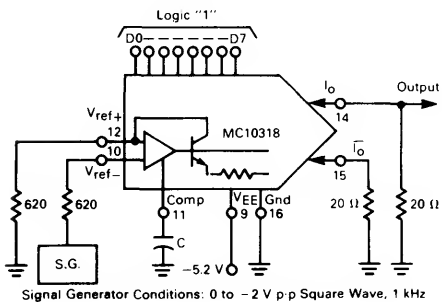 Logic "1"
D0 D7
Vref+
12
10
Vref−
MC10318
IO
14
Output
IO
15
620
620
Comp
11
VEE
9
Gnd
16
20 Ω
20 Ω
C
S.G.
−5.2 V
Signal Generator Conditions: 0 to −2 V p-p Square Wave, 1 kHz